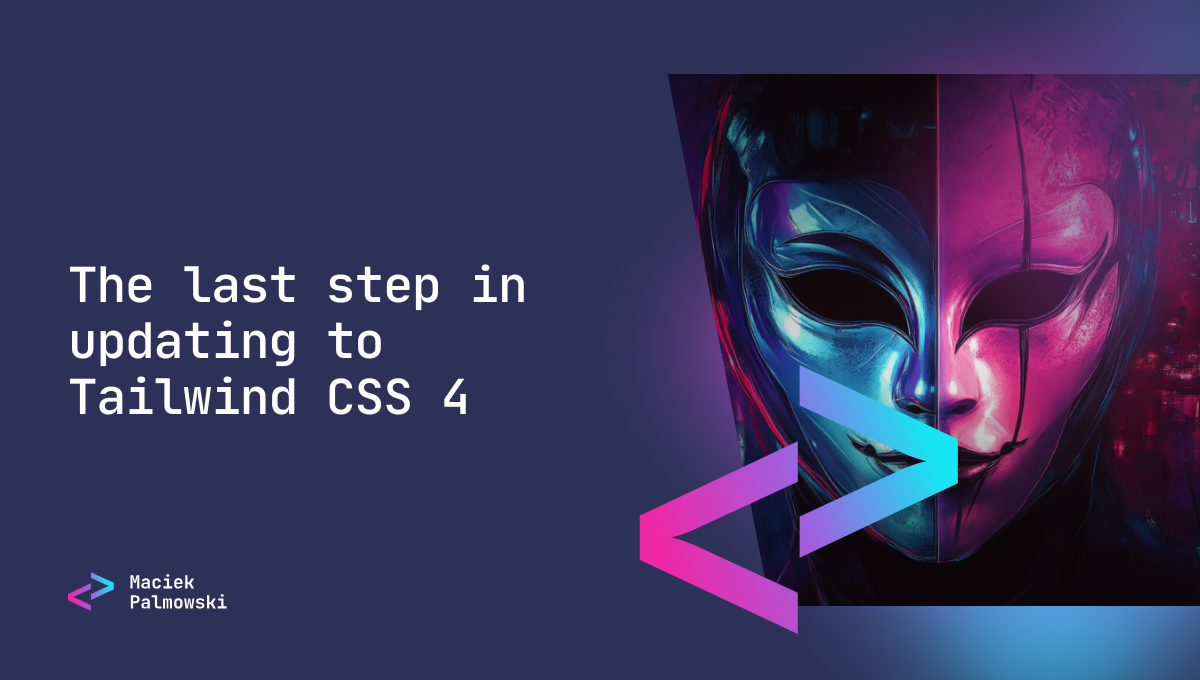 The last step in
updating to
Tailwind CSS 4
Maciek
Palmowski